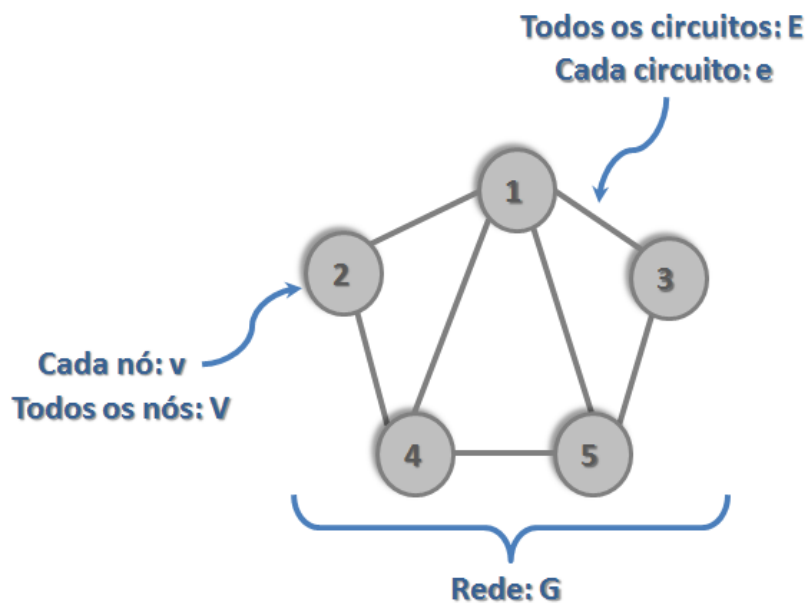 Todos os circuitos: E
Cada circuito: e
1
2
3
Cada nó: v
Todos os nós: V
4
5
Rede: G